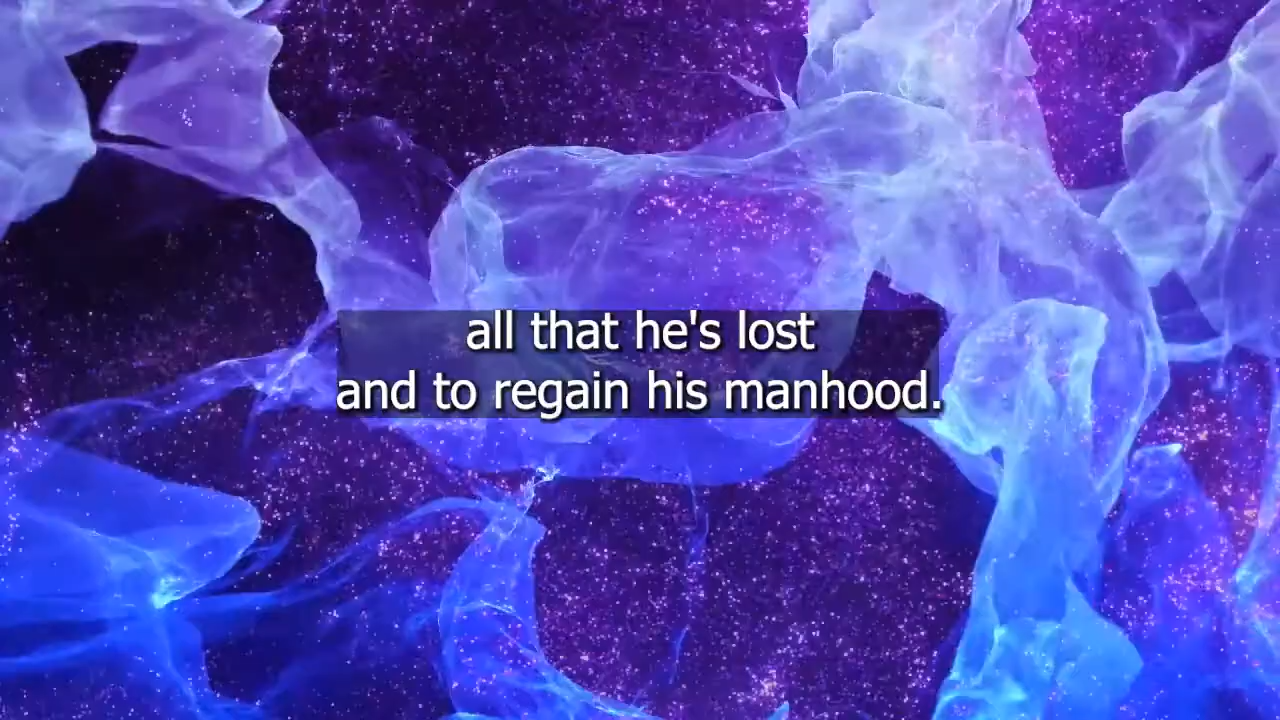 all that he's lost
and to regain his manhood.